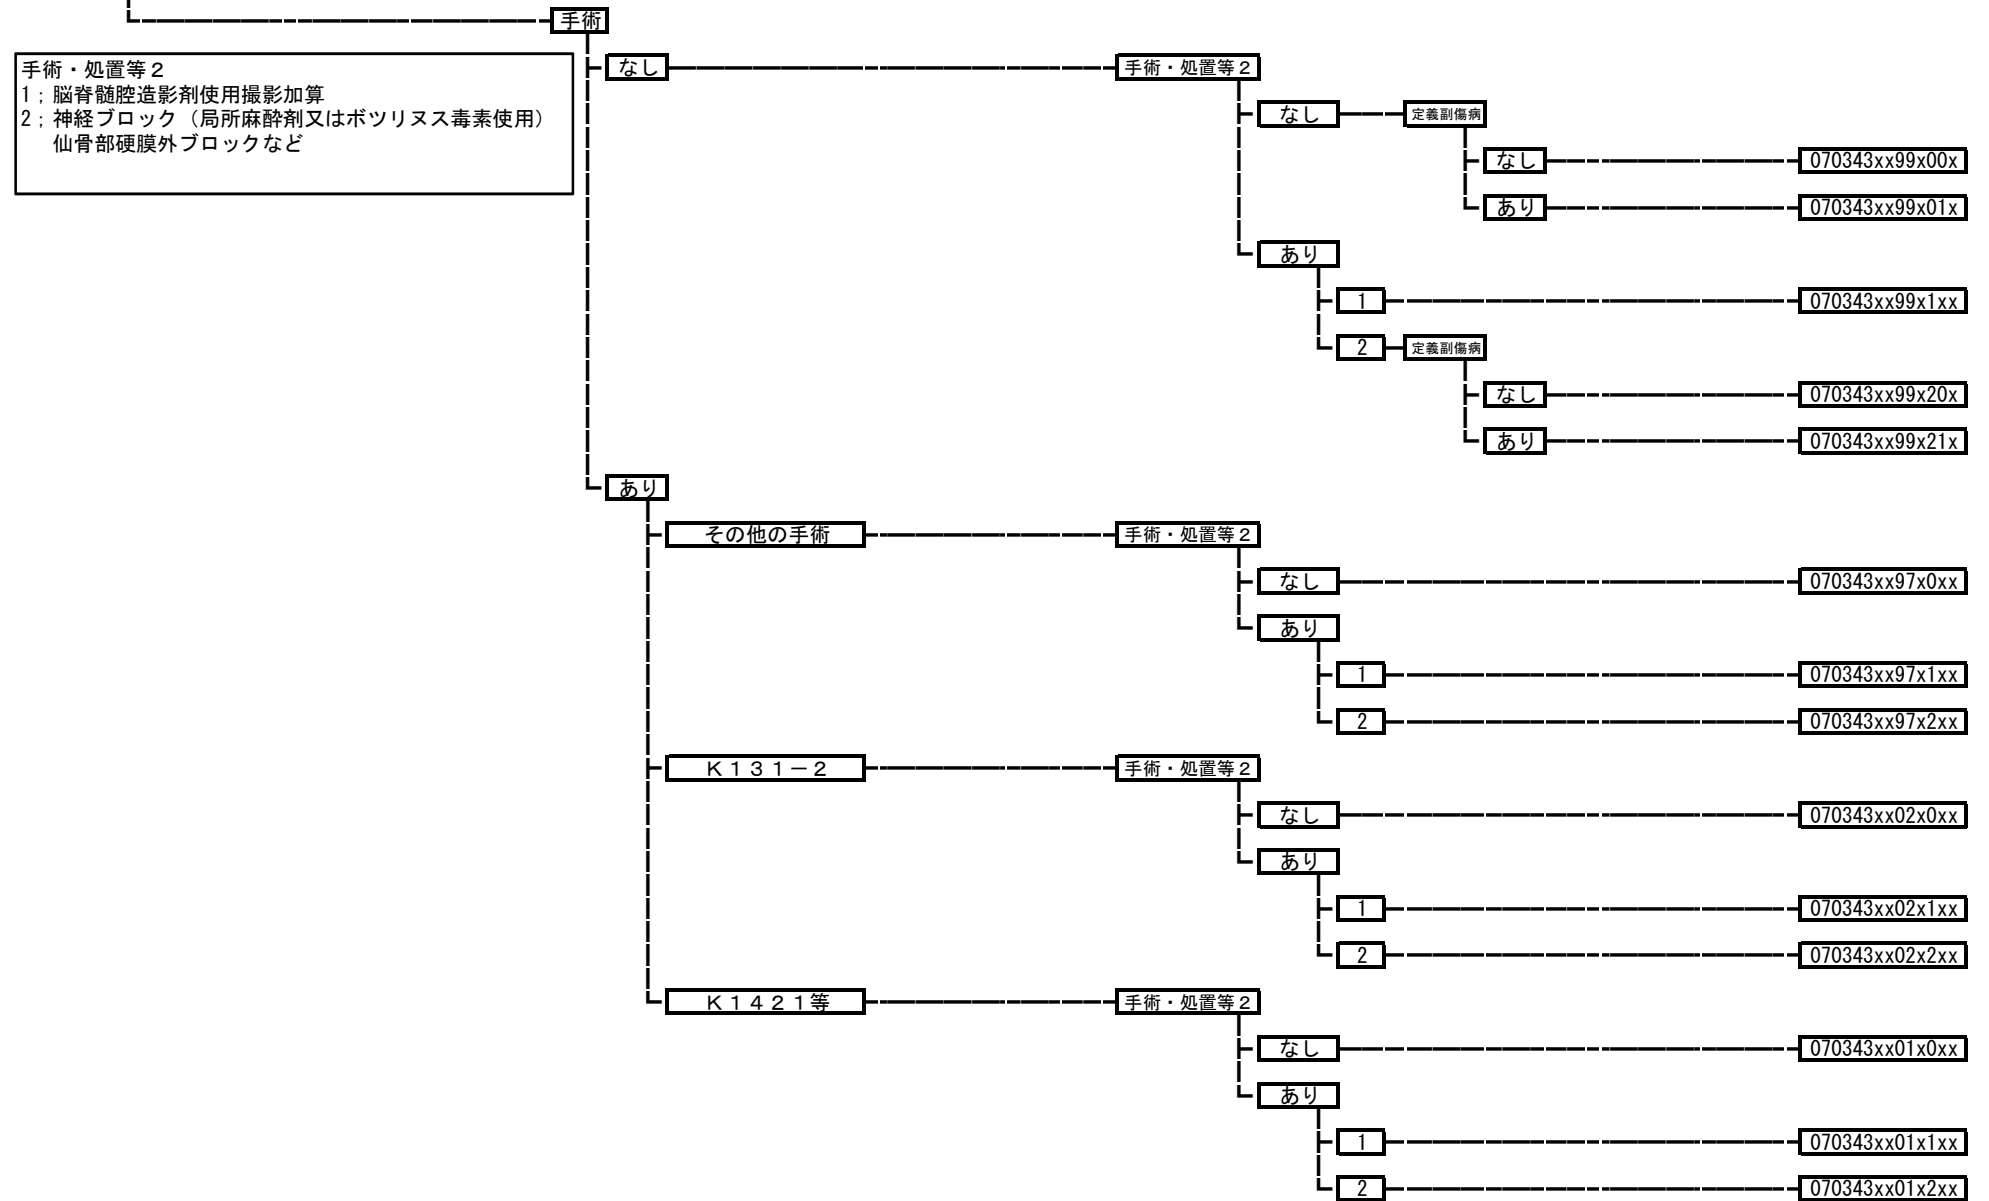 手術
手術・処置等２
1；脳脊髄腔造影剤使用撮影加算
2；神経ブロック（局所麻酔剤又はボツリヌス毒素使用）
仙骨部硬膜外ブロックなど
なし
手術・処置等２
なし
定義副傷病
なし
070343xx99x00x
あり
070343xx99x01x
あり
1
070343xx99x1xx
2
定義副傷病
なし
070343xx99x20x
あり
070343xx99x21x
あり
その他の手術
手術・処置等２
なし
070343xx97x0xx
あり
1
070343xx97x1xx
2
070343xx97x2xx
Ｋ１３１－２
手術・処置等２
なし
070343xx02x0xx
あり
1
070343xx02x1xx
2
070343xx02x2xx
Ｋ１４２１等
手術・処置等２
なし
070343xx01x0xx
あり
1
070343xx01x1xx
2
070343xx01x2xx